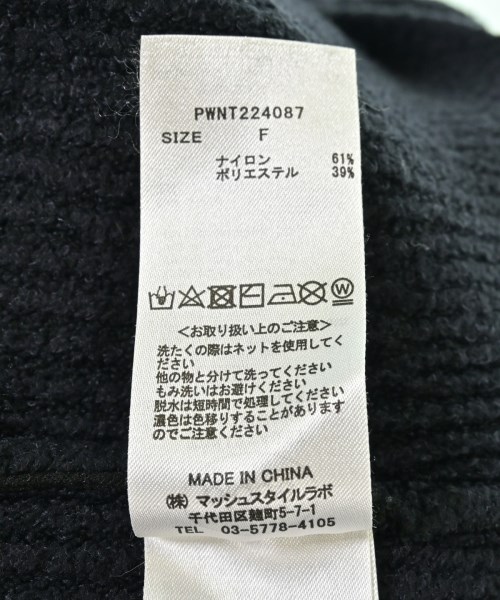 PWNT224087
SIZE F
ナイロン 61%
ポリエステル 39%
<お取り扱い上のご注意>
洗たくの際はネットを使用してく
ださい
他の物と分けて洗ってください
もみ洗いはお避けください
脱水は短時間で処理してください
濃色は色移りすることがあります
のでご注意ください
MADE IN CHINA
(株) マッシュスタイルラボ
千代田区麹町5-7-1
TEL 03-5778-4105